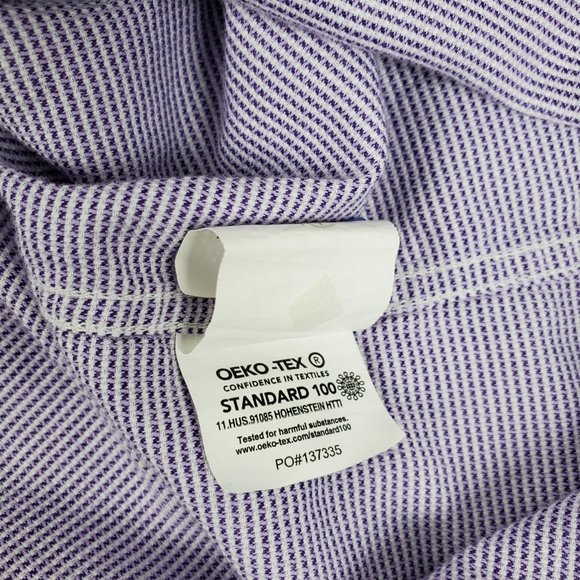 OEKO-TEX ®
CONFIDENCE IN TEXTILES
STANDARD 100
11.HUS.91085 HOHENSTEIN HTTI
Tested for harmful substances.
www.oeko-tex.com/standard100
PO#137335